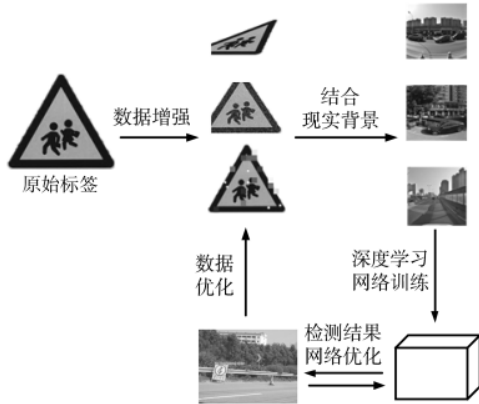 数据增强
结合
现实背景
原始标签
数据
优化
深度学习
网络训练
检测结果
网络优化